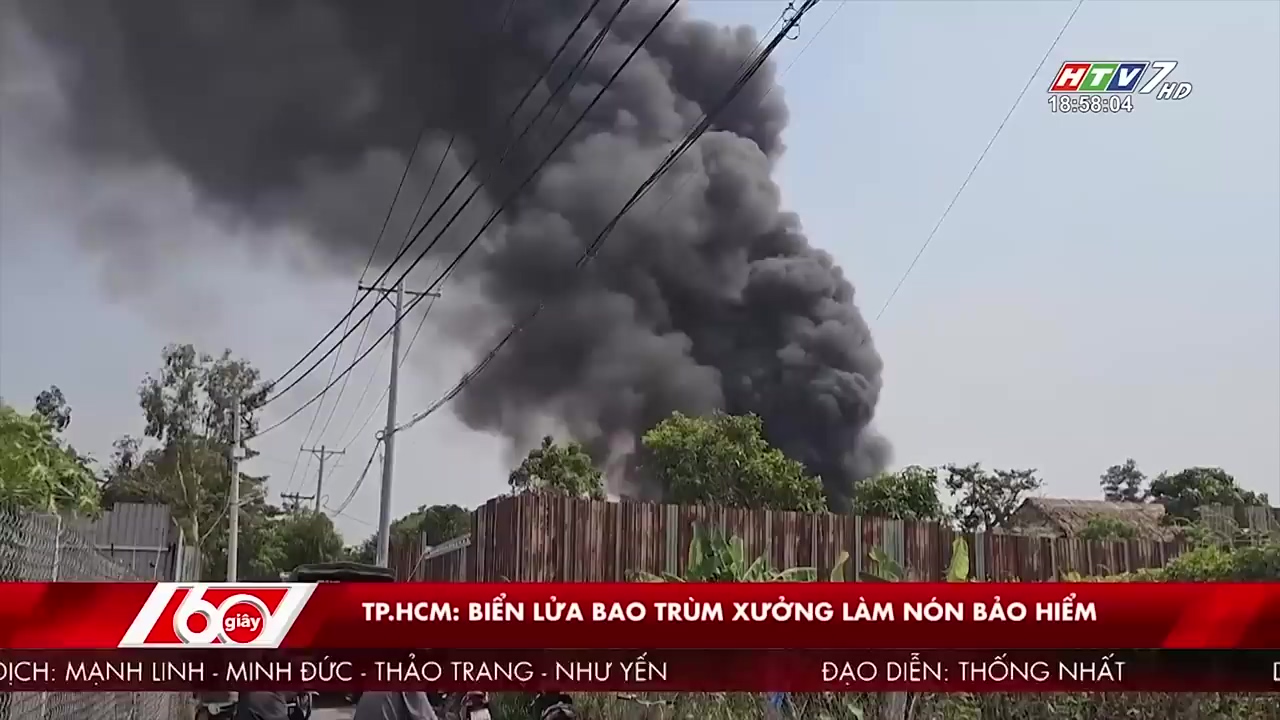 HTV7 HD
18:58:04
60 giây
TP.HCM: BIỂN LỬA BAO TRÙM XƯỞNG LÀM NÓN BẢO HIỂM
DỊCH: MẠNH LINH - MINH ĐỨC - THẢO TRANG - NHƯ YẾN ĐẠO DIỄN: THỐNG NHẤT